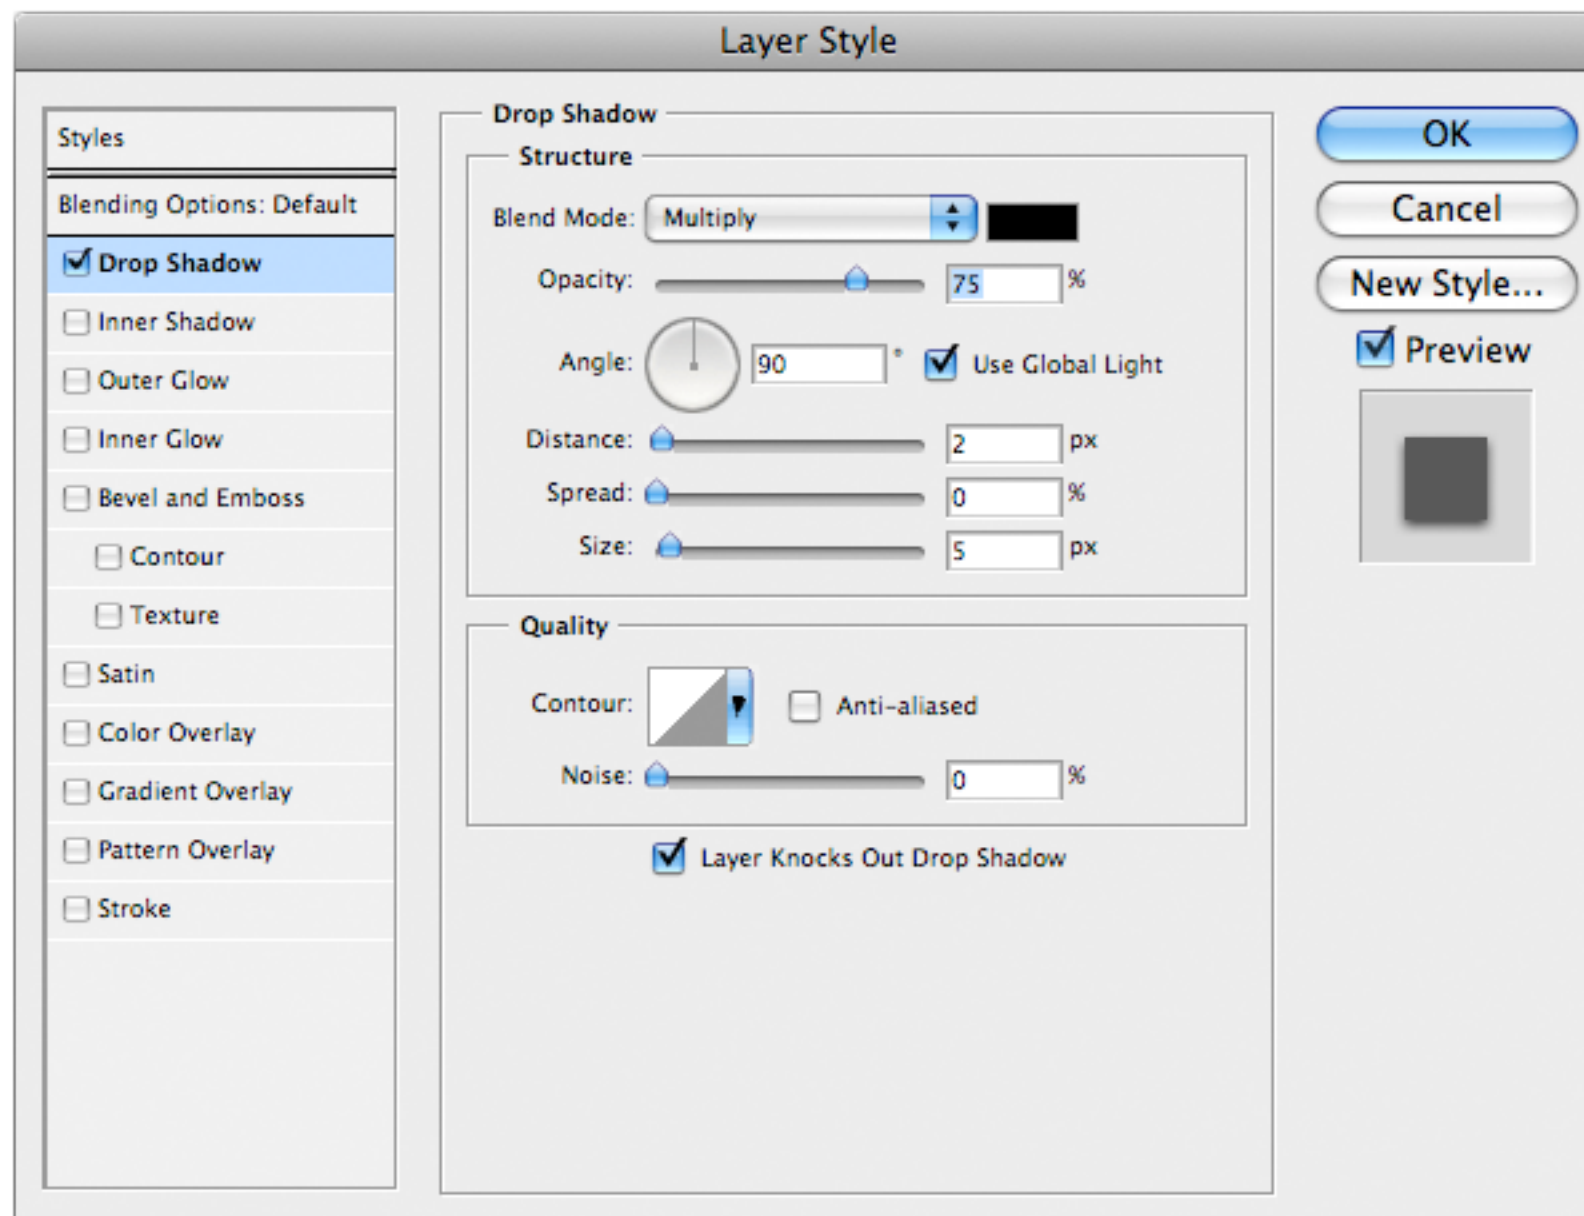 Layer Style
Styles
Blending Options: Default
Drop Shadow
Inner Shadow
Outer Glow
Inner Glow
Bevel and Emboss
Contour
Texture
Satin
Color Overlay
Gradient Overlay
Pattern Overlay
Stroke
Drop Shadow
Structure
Blend Mode: Multiply
Opacity: 75 %
Angle: 90 ° Use Global Light
Distance: 2 px
Spread: 0 %
Size: 5 px
Quality
Contour: Anti-aliased
Noise: 0 %
Layer Knocks Out Drop Shadow
OK
Cancel
New Style...
Preview